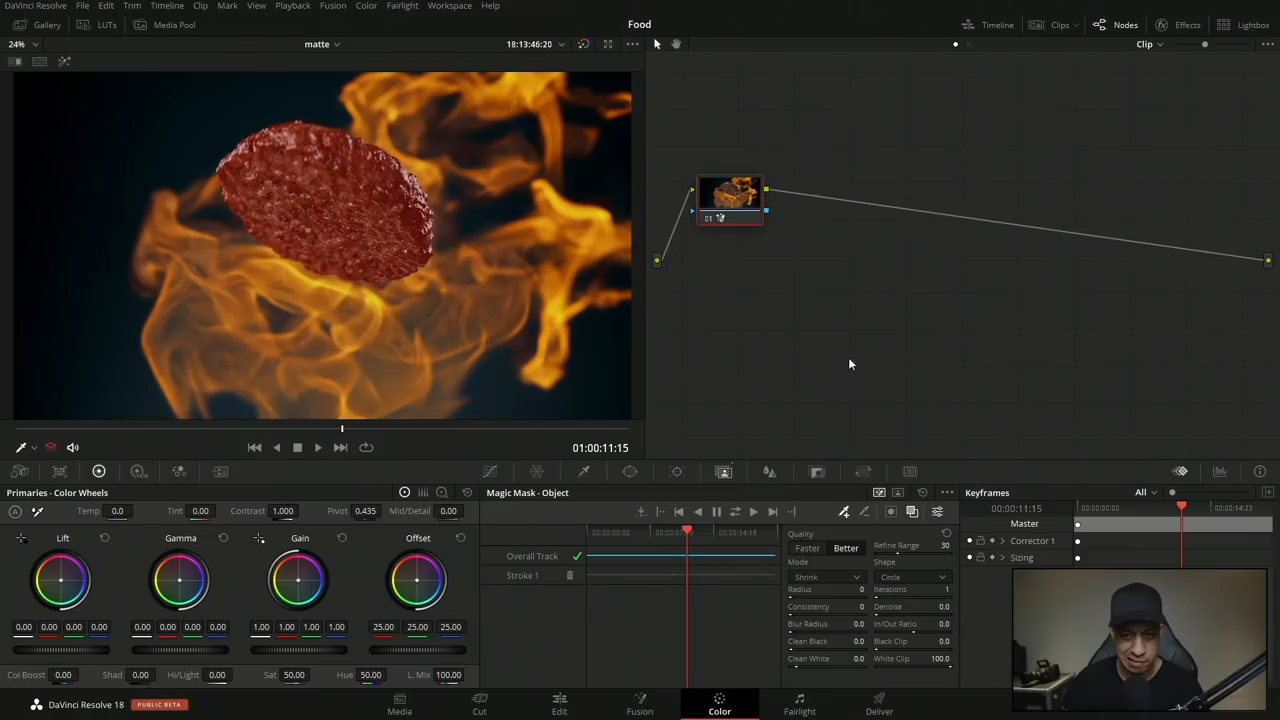 DaVinci Resolve File Edit Trim Timeline Clip Mark View Playback Fusion Color Fairlight Workspace Help
Gallery LUTs Media Pool Food Timeline Clips Nodes Effects Lightbox
24% matte 18:13:46:20 Clip
01
01:00:11:15
Primaries - Color Wheels Magic Mask - Object Keyframes All
Temp 0.0 Tint 0.00 Contrast 1.000 Pivot 0.435 Mid/Detail 0.00
00:00:11:15 00:00:00:00 00:00:14:23
Master
Lift Gamma Gain Offset
Overall Track
Stroke 1
Quality
Faster Better Refine Range 30
Mode Shape
Shrink Circle
Radius 0 Iterations 1
Consistency 0 Denoise 0.0
Blur Radius 0.0 In/Out Ratio 0.0
Clean Black 0.0 Black Clip 0.0
Clean White 0.0 White Clip 100.0
Corrector 1
Sizing
0.00 0.00 0.00 0.00 0.00 0.00 0.00 0.00 1.00 1.00 1.00 1.00 25.00 25.00 25.00
Col Boost 0.00 Shad 0.00 Hi/Light 0.00 Sat 50.00 Hue 50.00 L. Mix 100.00
DaVinci Resolve 18 PUBLIC BETA
Media Cut Edit Fusion Color Fairlight Deliver